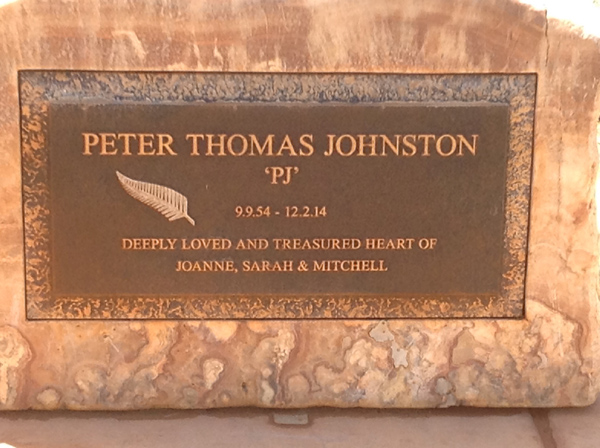 PETER THOMAS JOHNSTON
'PJ'
9.9.54 - 12.2.14
DEEPLY LOVED AND TREASURED HEART OF
JOANNE, SARAH & MITCHELL